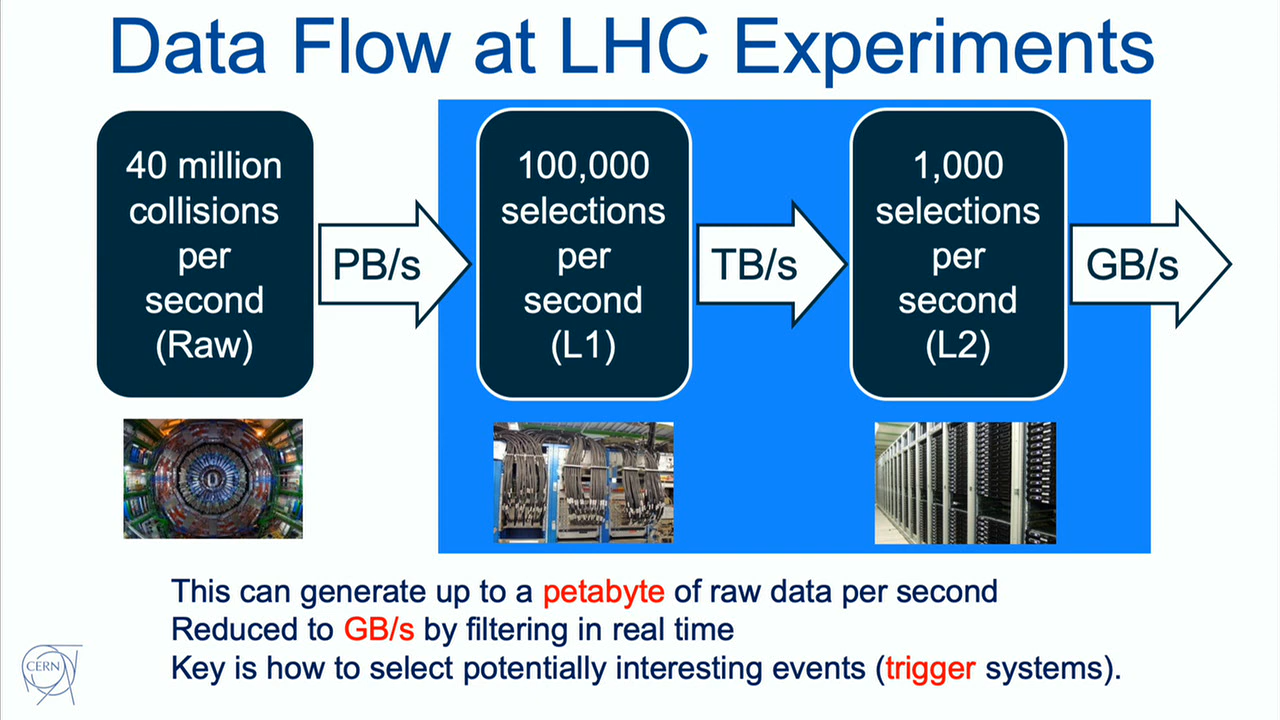 Data Flow at LHC Experiments
40 million
collisions
per
second
(Raw)
PB/s
100,000
selections
per
second
(L1)
TB/s
1,000
selections
per
second
(L2)
GB/s
This can generate up to a petabyte of raw data per second
Reduced to GB/s by filtering in real time
Key is how to select potentially interesting events (trigger systems).
CERN